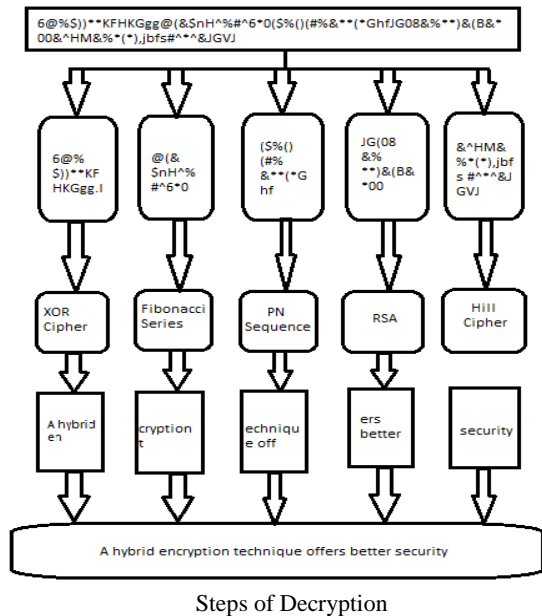 6@%$))**KFHKGgg@(&$nH^%#^6*0($%()(#%&**(*GhfJG08&%**)&(B&*
00&^HM&%*(*),jbfs#^*^&JGVJ
6@%
$))**KF
HKGgg.I
@(&
$nH^%
#^6*0
($%()
(#%
&**(*G
hf
JG(08
&%
**)&(B&
*00
&^HM&
%*(*),jbf
s #^*^&J
GVJ
XOR
Cipher
Fibonacci
Series
PN
Sequence
RSA
Hill
Cipher
A hybrid
en
cryption
t
echniqu
e off
ers
better
security
A hybrid encryption technique offers better security
Steps of Decryption